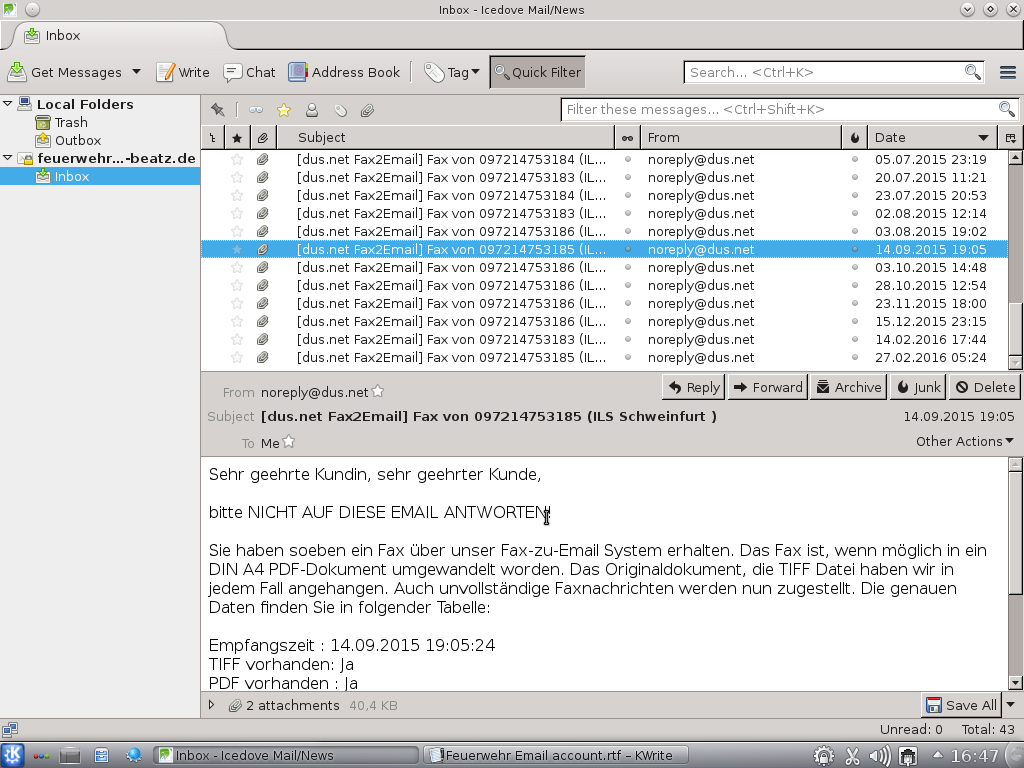 Inbox - Icedove Mail/News
Inbox
Get Messages Write Chat Address Book Tag Quick Filter Search... <Ctrl+K>
Local Folders
Trash
Outbox
feuerwehr...-beatz.de
Inbox
Filter these messages... <Ctrl+Shift+K>
Subject From Date
[dus.net Fax2Email] Fax von 097214753184 (IL... noreply@dus.net 05.07.2015 23:19
[dus.net Fax2Email] Fax von 097214753183 (IL... noreply@dus.net 20.07.2015 11:21
[dus.net Fax2Email] Fax von 097214753184 (IL... noreply@dus.net 23.07.2015 20:53
[dus.net Fax2Email] Fax von 097214753183 (IL... noreply@dus.net 02.08.2015 12:14
[dus.net Fax2Email] Fax von 097214753186 (IL... noreply@dus.net 03.08.2015 19:02
[dus.net Fax2Email] Fax von 097214753185 (IL... noreply@dus.net 14.09.2015 19:05
[dus.net Fax2Email] Fax von 097214753186 (IL... noreply@dus.net 03.10.2015 14:48
[dus.net Fax2Email] Fax von 097214753186 (IL... noreply@dus.net 28.10.2015 12:54
[dus.net Fax2Email] Fax von 097214753186 (IL... noreply@dus.net 23.11.2015 18:00
[dus.net Fax2Email] Fax von 097214753186 (IL... noreply@dus.net 15.12.2015 23:15
[dus.net Fax2Email] Fax von 097214753183 (IL... noreply@dus.net 14.02.2016 17:44
[dus.net Fax2Email] Fax von 097214753185 (IL... noreply@dus.net 27.02.2016 05:24
From noreply@dus.net Reply Forward Archive Junk Delete
Subject [dus.net Fax2Email] Fax von 097214753185 (ILS Schweinfurt ) 14.09.2015 19:05
To Me Other Actions
Sehr geehrte Kundin, sehr geehrter Kunde,
bitte NICHT AUF DIESE EMAIL ANTWORTEN!
Sie haben soeben ein Fax über unser Fax-zu-Email System erhalten. Das Fax ist, wenn möglich in ein
DIN A4 PDF-Dokument umgewandelt worden. Das Originaldokument, die TIFF Datei haben wir in
jedem Fall angehangen. Auch unvollständige Faxnachrichten werden nun zugestellt. Die genauen
Daten finden Sie in folgender Tabelle:
Empfangszeit : 14.09.2015 19:05:24
TIFF vorhanden: Ja
PDF vorhanden : Ja
2 attachments 40,4 KB Save All
Unread: 0 Total: 43
Inbox - Icedove Mail/News Feuerwehr Email account.rtf – KWrite 16:47